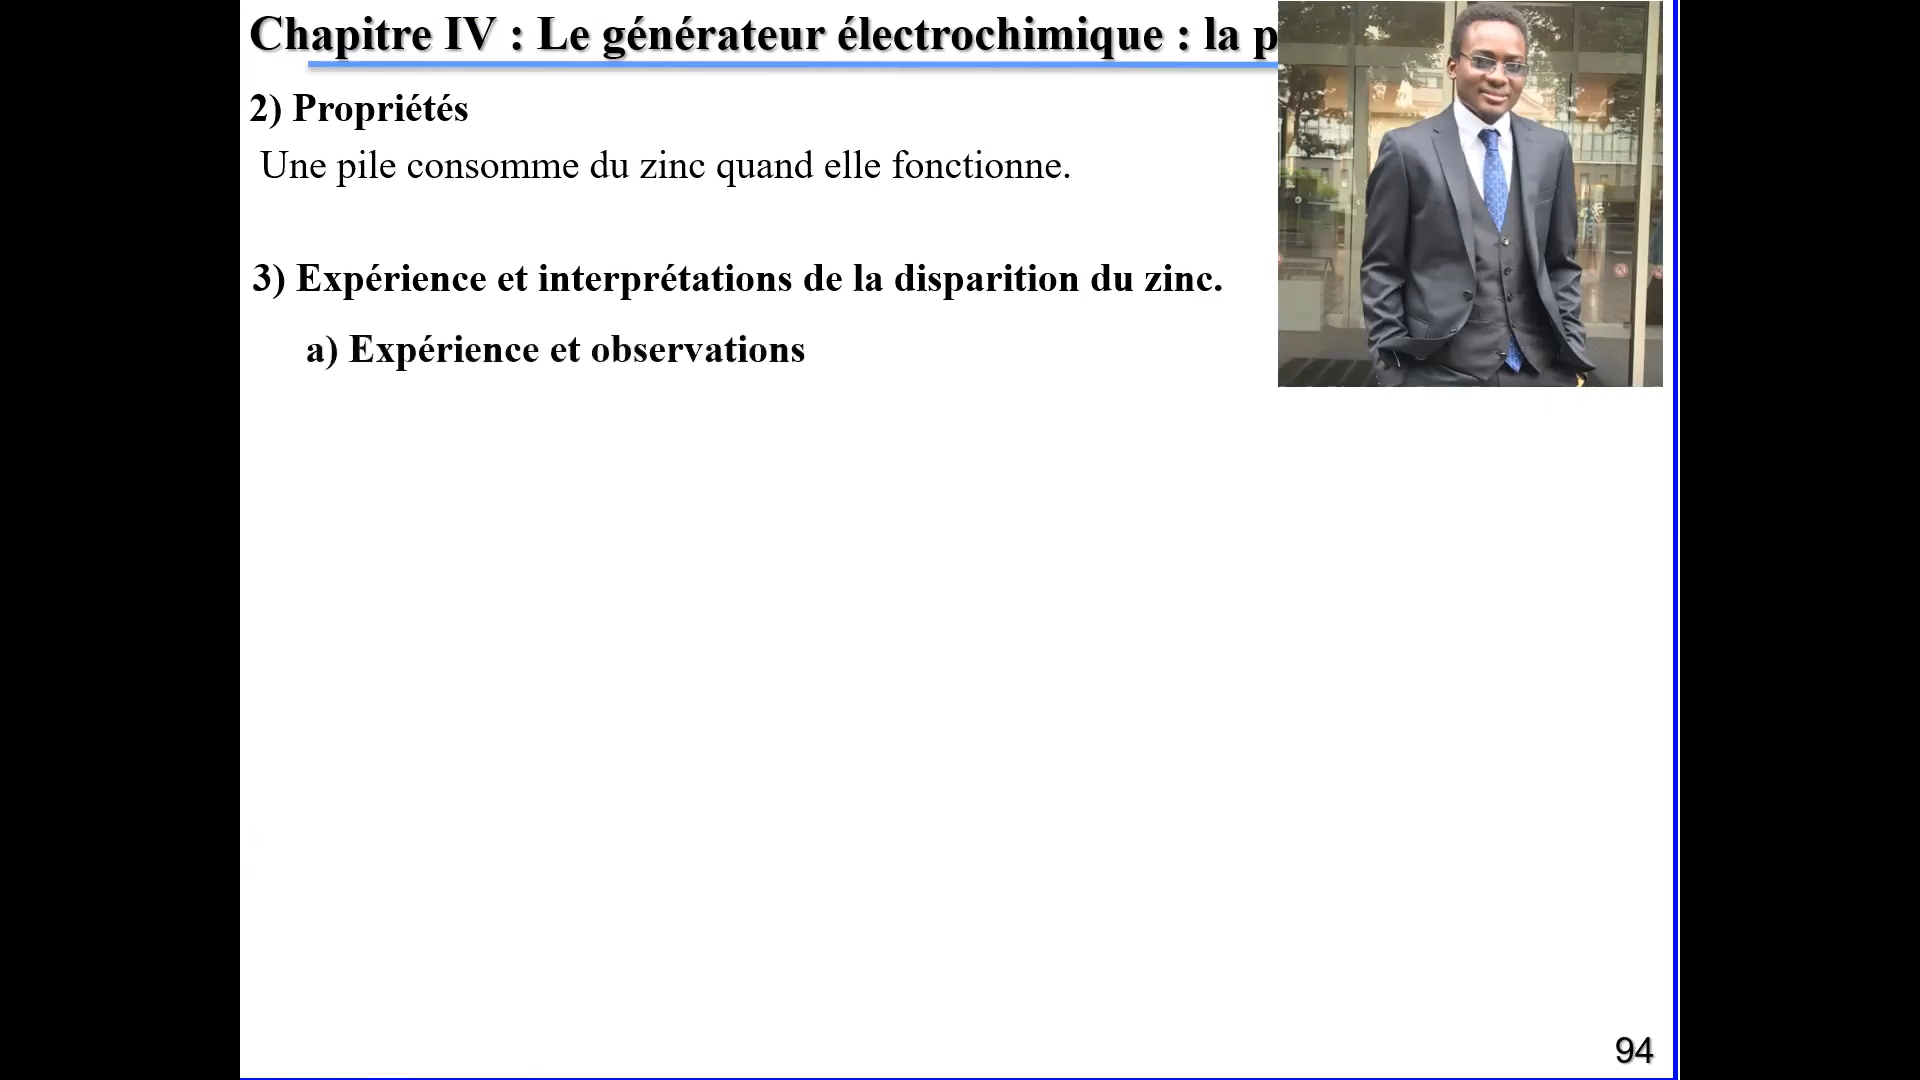 Chapitre IV : Le générateur électrochimique : la p
2) Propriétés
Une pile consomme du zinc quand elle fonctionne.
3) Expérience et interprétations de la disparition du zinc.
a) Expérience et observations
94